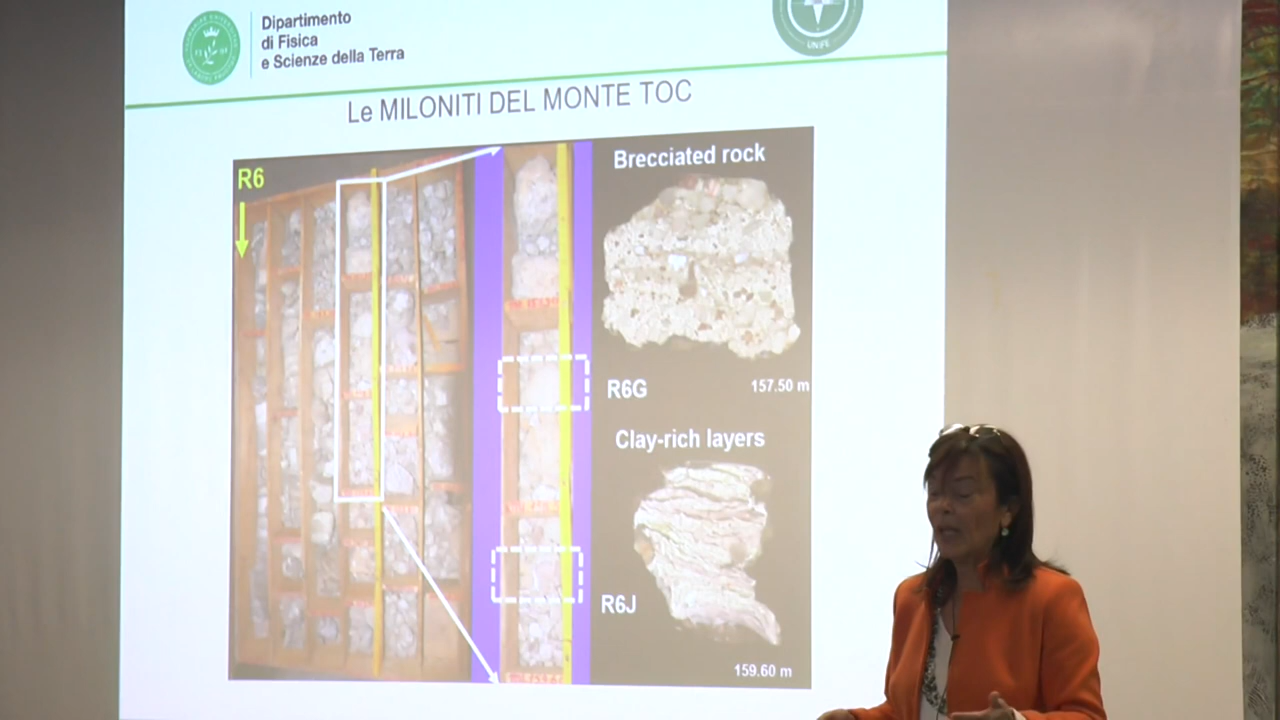 Dipartimento
di Fisica
e Scienze della Terra
UNIFE
Le MILONITI DEL MONTE TOC
R6
Brecciated rock
R6G
157.50 m
Clay-rich layers
R6J
159.60 m